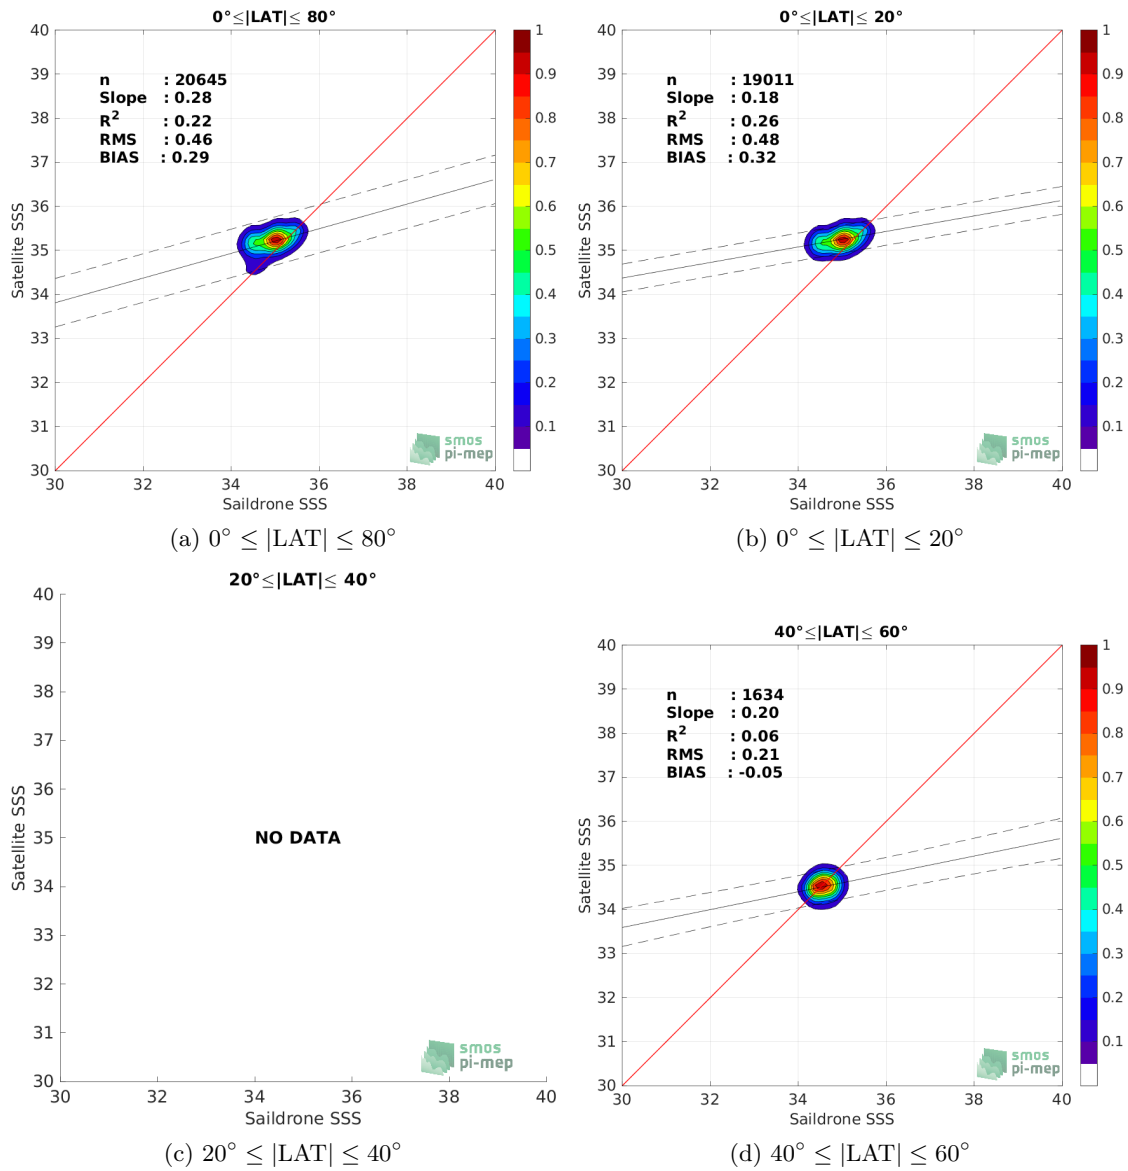 0°≤|LAT|≤ 80°
40
39
38
37
36
35
34
33
32
31
30
Satellite SSS
n : 20645
Slope : 0.28
R² : 0.22
RMS : 0.46
BIAS : 0.29
smos
pi-mep
30 32 34 36 38 40
Saildrone SSS
1
0.9
0.8
0.7
0.6
0.5
0.4
0.3
0.2
0.1
(a) 0° ≤ |LAT| ≤ 80°
0°≤|LAT|≤ 20°
40
39
38
37
36
35
34
33
32
31
30
Satellite SSS
n : 19011
Slope : 0.18
R² : 0.26
RMS : 0.48
BIAS : 0.32
smos
pi-mep
30 32 34 36 38 40
Saildrone SSS
1
0.9
0.8
0.7
0.6
0.5
0.4
0.3
0.2
0.1
(b) 0° ≤ |LAT| ≤ 20°
20°≤|LAT|≤ 40°
40
39
38
37
36
35
34
33
32
31
30
Satellite SSS
NO DATA
smos
pi-mep
30 32 34 36 38 40
Saildrone SSS
(c) 20° ≤ |LAT| ≤ 40°
40°≤|LAT|≤ 60°
40
39
38
37
36
35
34
33
32
31
30
Satellite SSS
n : 1634
Slope : 0.20
R² : 0.06
RMS : 0.21
BIAS : -0.05
smos
pi-mep
30 32 34 36 38 40
Saildrone SSS
1
0.9
0.8
0.7
0.6
0.5
0.4
0.3
0.2
0.1
(d) 40° ≤ |LAT| ≤ 60°